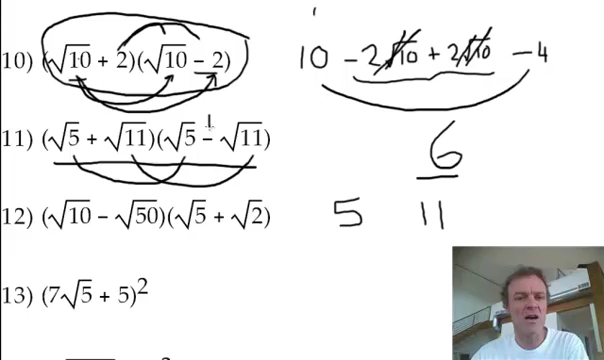 10) (√10 + 2)(√10 − 2) 10 − 2√10 + 2√10 − 4
11) (√5 + √11)(√5 − √11) 6
12) (√10 − √50)(√5 + √2) 5 11
13) (7√5 + 5)²